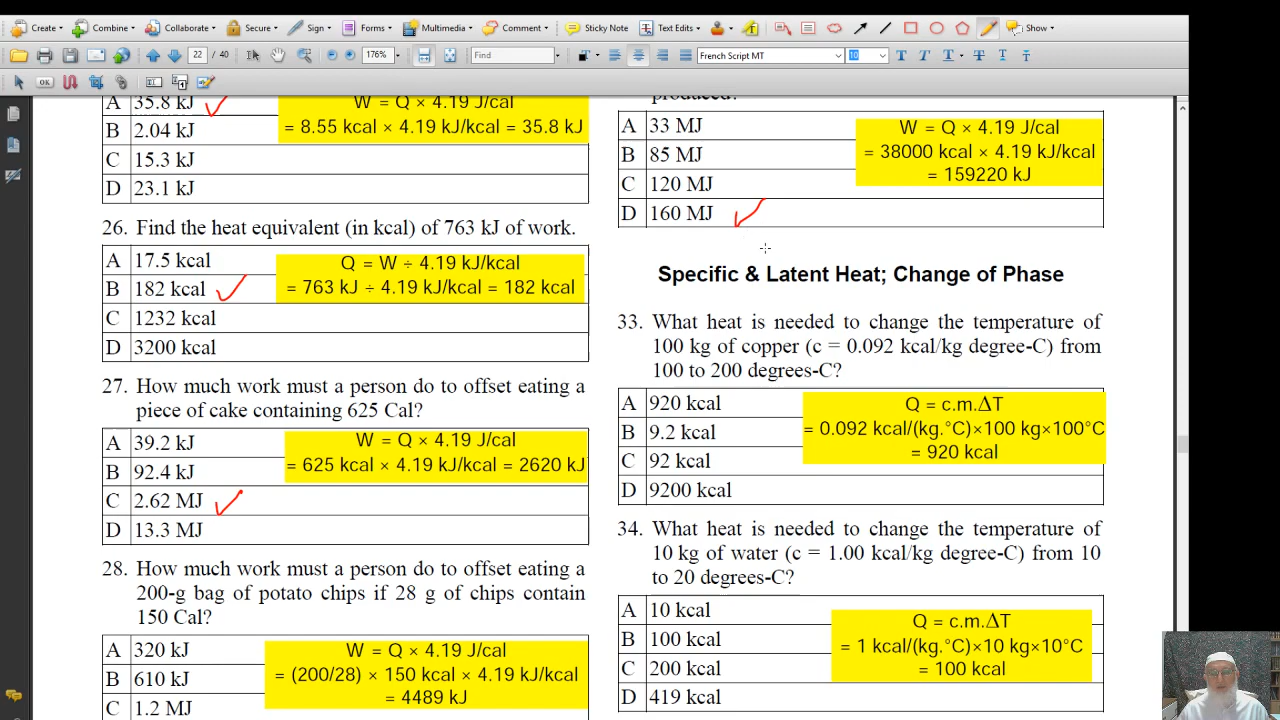 Create Combine Collaborate Secure Sign Forms Multimedia Comment Sticky Note Text Edits Show
22 / 40 176% Find French Script MT 10
OK
A 35.8 kJ
B 2.04 kJ
C 15.3 kJ
D 23.1 kJ
W = Q × 4.19 J/cal
= 8.55 kcal × 4.19 kJ/kcal = 35.8 kJ
26. Find the heat equivalent (in kcal) of 763 kJ of work.
A 17.5 kcal
B 182 kcal
C 1232 kcal
D 3200 kcal
Q = W ÷ 4.19 kJ/kcal
= 763 kJ ÷ 4.19 kJ/kcal = 182 kcal
27. How much work must a person do to offset eating a
piece of cake containing 625 Cal?
A 39.2 kJ
B 92.4 kJ
C 2.62 MJ
D 13.3 MJ
W = Q × 4.19 J/cal
= 625 kcal × 4.19 kJ/kcal = 2620 kJ
28. How much work must a person do to offset eating a
200-g bag of potato chips if 28 g of chips contain
150 Cal?
A 320 kJ
B 610 kJ
C 1.2 MJ
W = Q × 4.19 J/cal
= (200/28) × 150 kcal × 4.19 kJ/kcal
= 4489 kJ
produced?
A 33 MJ
B 85 MJ
C 120 MJ
D 160 MJ
W = Q × 4.19 J/cal
= 38000 kcal × 4.19 kJ/kcal
= 159220 kJ
Specific & Latent Heat; Change of Phase
33. What heat is needed to change the temperature of
100 kg of copper (c = 0.092 kcal/kg degree-C) from
100 to 200 degrees-C?
A 920 kcal
B 9.2 kcal
C 92 kcal
D 9200 kcal
Q = c.m.ΔT
= 0.092 kcal/(kg.°C)×100 kg×100°C
= 920 kcal
34. What heat is needed to change the temperature of
10 kg of water (c = 1.00 kcal/kg degree-C) from 10
to 20 degrees-C?
A 10 kcal
B 100 kcal
C 200 kcal
D 419 kcal
Q = c.m.ΔT
= 1 kcal/(kg.°C)×10 kg×10°C
= 100 kcal